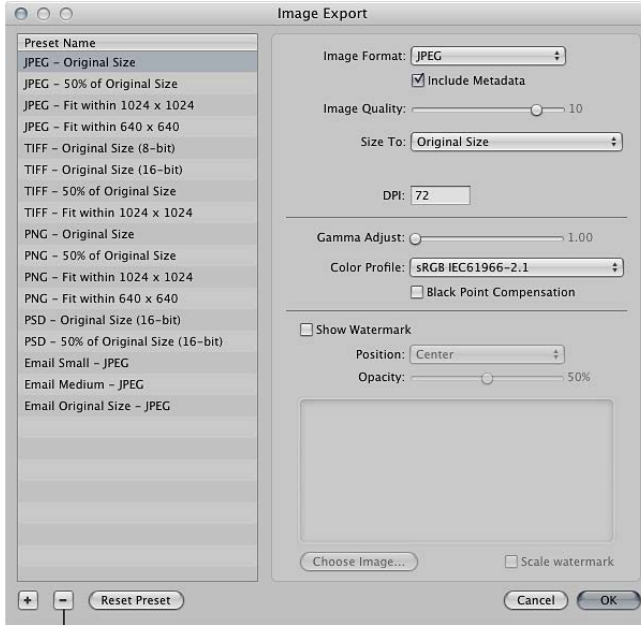 Image Export
Preset Name
JPEG – Original Size
JPEG – 50% of Original Size
JPEG – Fit within 1024 x 1024
JPEG – Fit within 640 x 640
TIFF – Original Size (8-bit)
TIFF – Original Size (16-bit)
TIFF – 50% of Original Size
TIFF – Fit within 1024 x 1024
PNG – Original Size
PNG – 50% of Original Size
PNG – Fit within 1024 x 1024
PNG – Fit within 640 x 640
PSD – Original Size (16-bit)
PSD – 50% of Original Size (16-bit)
Email Small – JPEG
Email Medium – JPEG
Email Original Size – JPEG
Image Format: JPEG
Include Metadata
Image Quality: 10
Size To: Original Size
DPI: 72
Gamma Adjust: 1.00
Color Profile: sRGB IEC61966-2.1
Black Point Compensation
Show Watermark
Position: Center
Opacity: 50%
Choose Image... Scale watermark
+ − Reset Preset Cancel OK